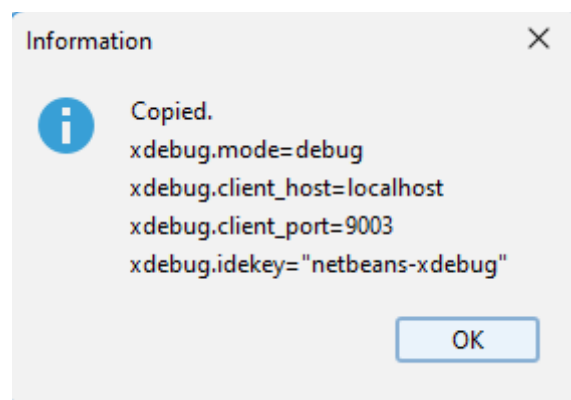 Information
Copied.
xdebug.mode=debug
xdebug.client_host=localhost
xdebug.client_port=9003
xdebug.idekey="netbeans-xdebug"
OK